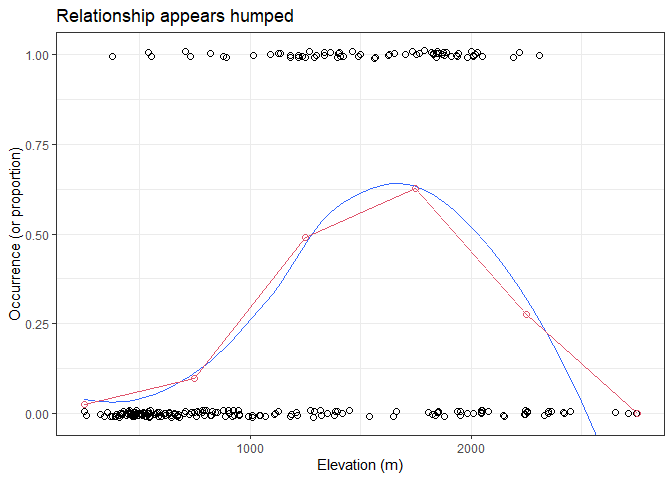 Relationship appears humped
1.00
0.75
0.50
0.25
0.00
Occurrence (or proportion)
1000 2000
Elevation (m)